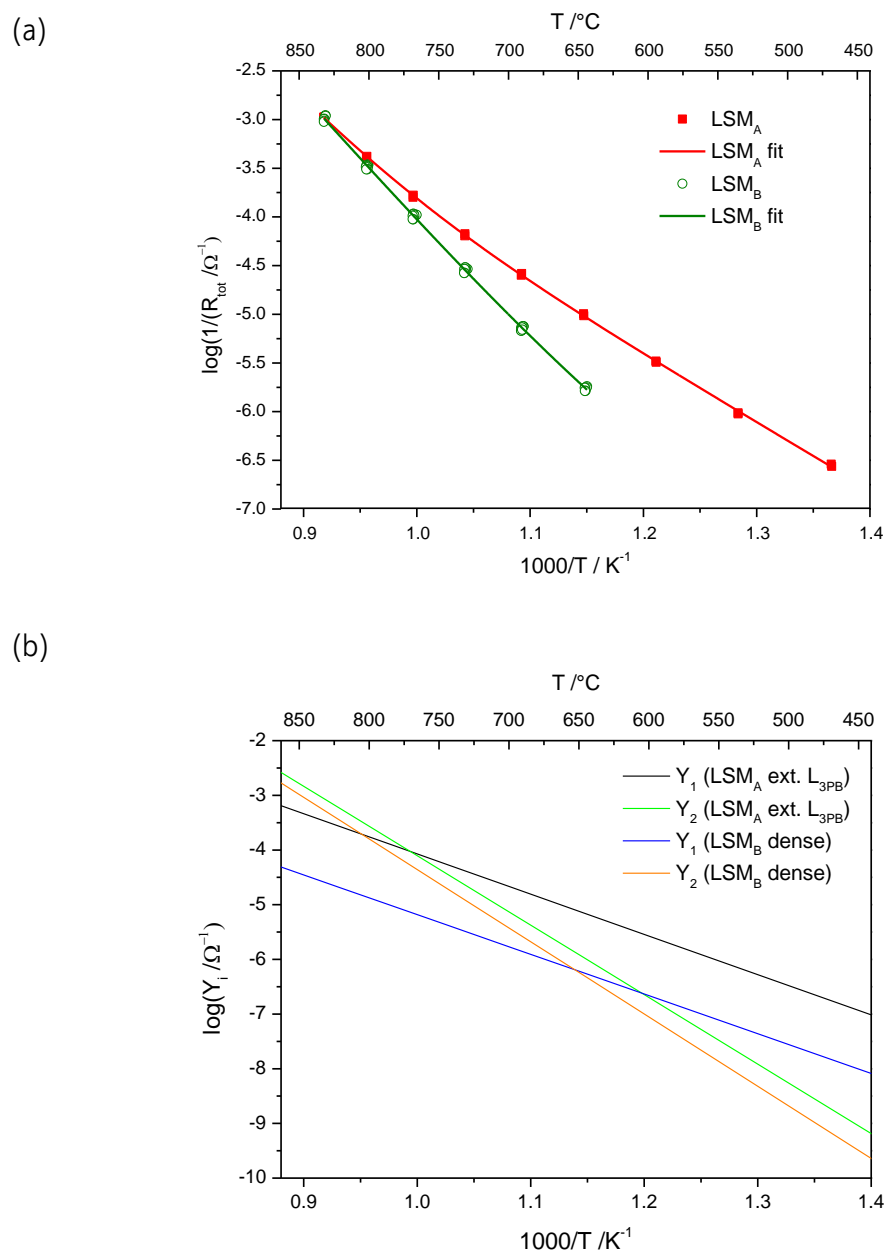 (a)
T /°C
850 800 750 700 650 600 550 500 450
-2.5
-3.0
-3.5
-4.0
-4.5
-5.0
-5.5
-6.0
-6.5
-7.0
log(1/(R_tot /Ω⁻¹)
LSM_A
LSM_A fit
LSM_B
LSM_B fit
0.9 1.0 1.1 1.2 1.3 1.4
1000/T / K⁻¹
(b)
T /°C
850 800 750 700 650 600 550 500 450
-2
-3
-4
-5
-6
-7
-8
-9
-10
log(Y_i /Ω⁻¹)
Y_1 (LSM_A ext. L_3PB)
Y_2 (LSM_A ext. L_3PB)
Y_1 (LSM_B dense)
Y_2 (LSM_B dense)
0.9 1.0 1.1 1.2 1.3 1.4
1000/T /K⁻¹